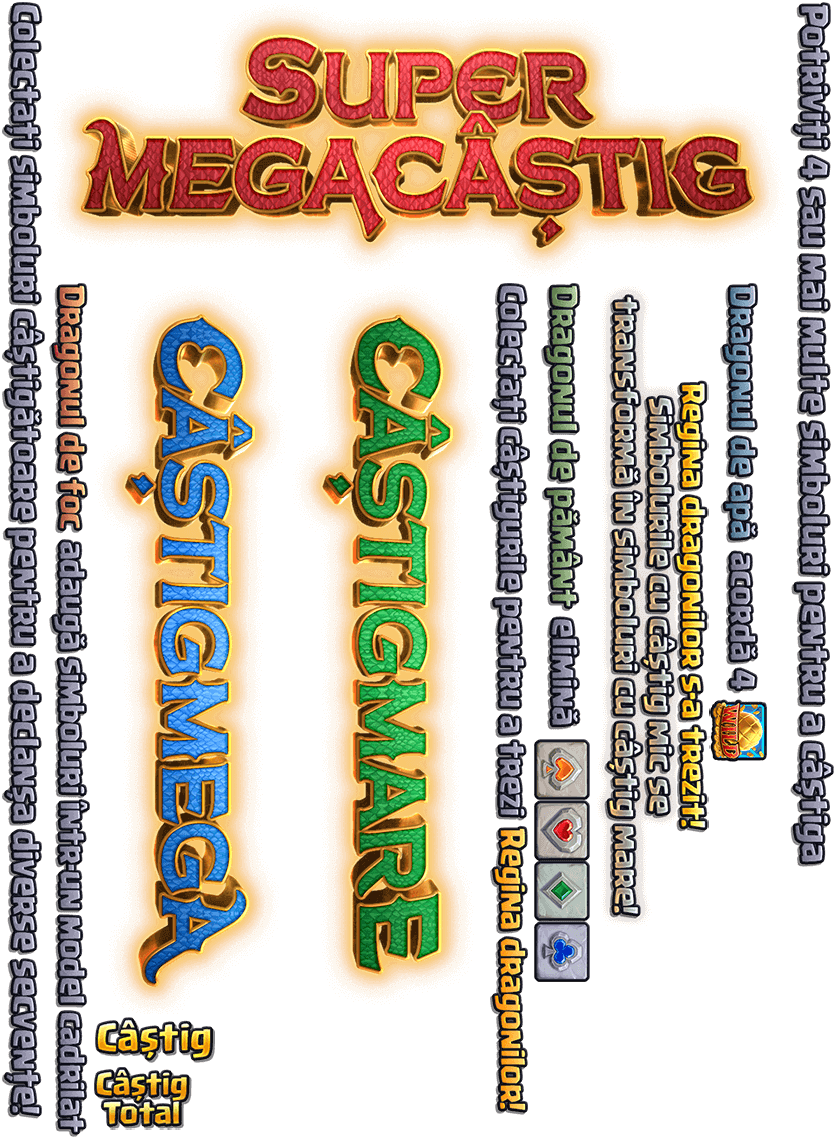 SUPER
MEGACÂȘTIG
Potriviți 4 sau mai multe simboluri pentru a câștiga
Dragonul de apă acordă 4
WILD
Regina dragonilor s-a trezit!
Simbolurile cu câștig mic se
transformă în simboluri cu câștig mare!
Dragonul de pământ elimină
Colectați câștigurile pentru a trezi Regina dragonilor!
CÂȘTIGMARE
CÂȘTIGMEGA
Dragonul de foc adaugă simboluri într-un model cadrilat
Colectați simboluri câștigătoare pentru a declanșa diverse secvențe!
Câștig
Câștig
Total